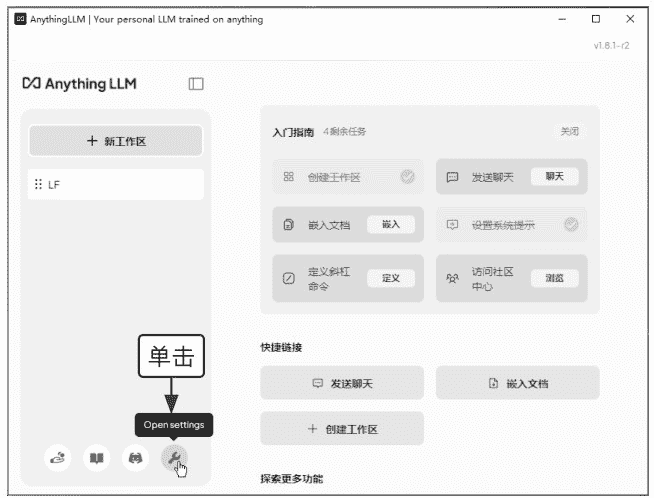 AnythingLLM | Your personal LLM trained on anything
v1.8.1-r2
Anything LLM
+ 新工作区
LF
入门指南 4剩余任务 关闭
创建工作区
发送聊天 聊天
嵌入文档 嵌入
设置系统提示
定义斜杠
命令
定义
访问社区
中心
浏览
单击
Open settings
快捷链接
发送聊天
嵌入文档
+ 创建工作区
探索更多功能